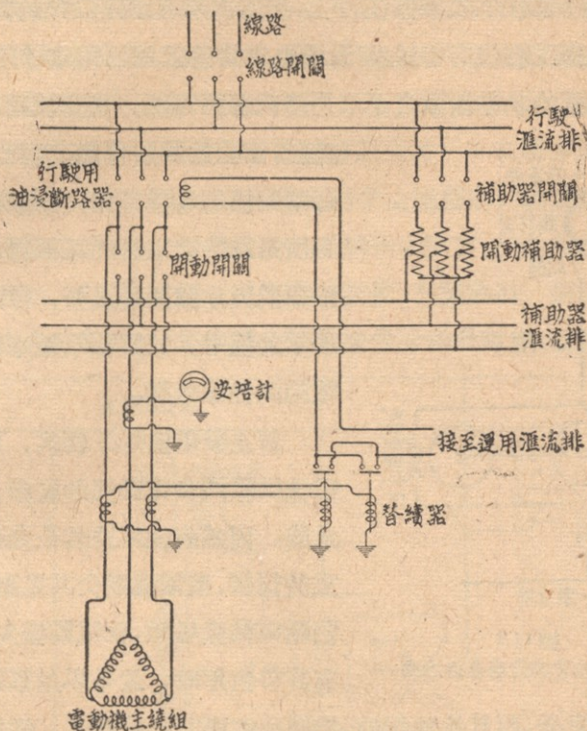 線路
線路開關
行駛
滙流排
行駛用
油浸斷路器
補助器開關
開動補助器
開動開關
補助器
滙流排
安培計
接至運用滙流排
替續器
電動機主繞組